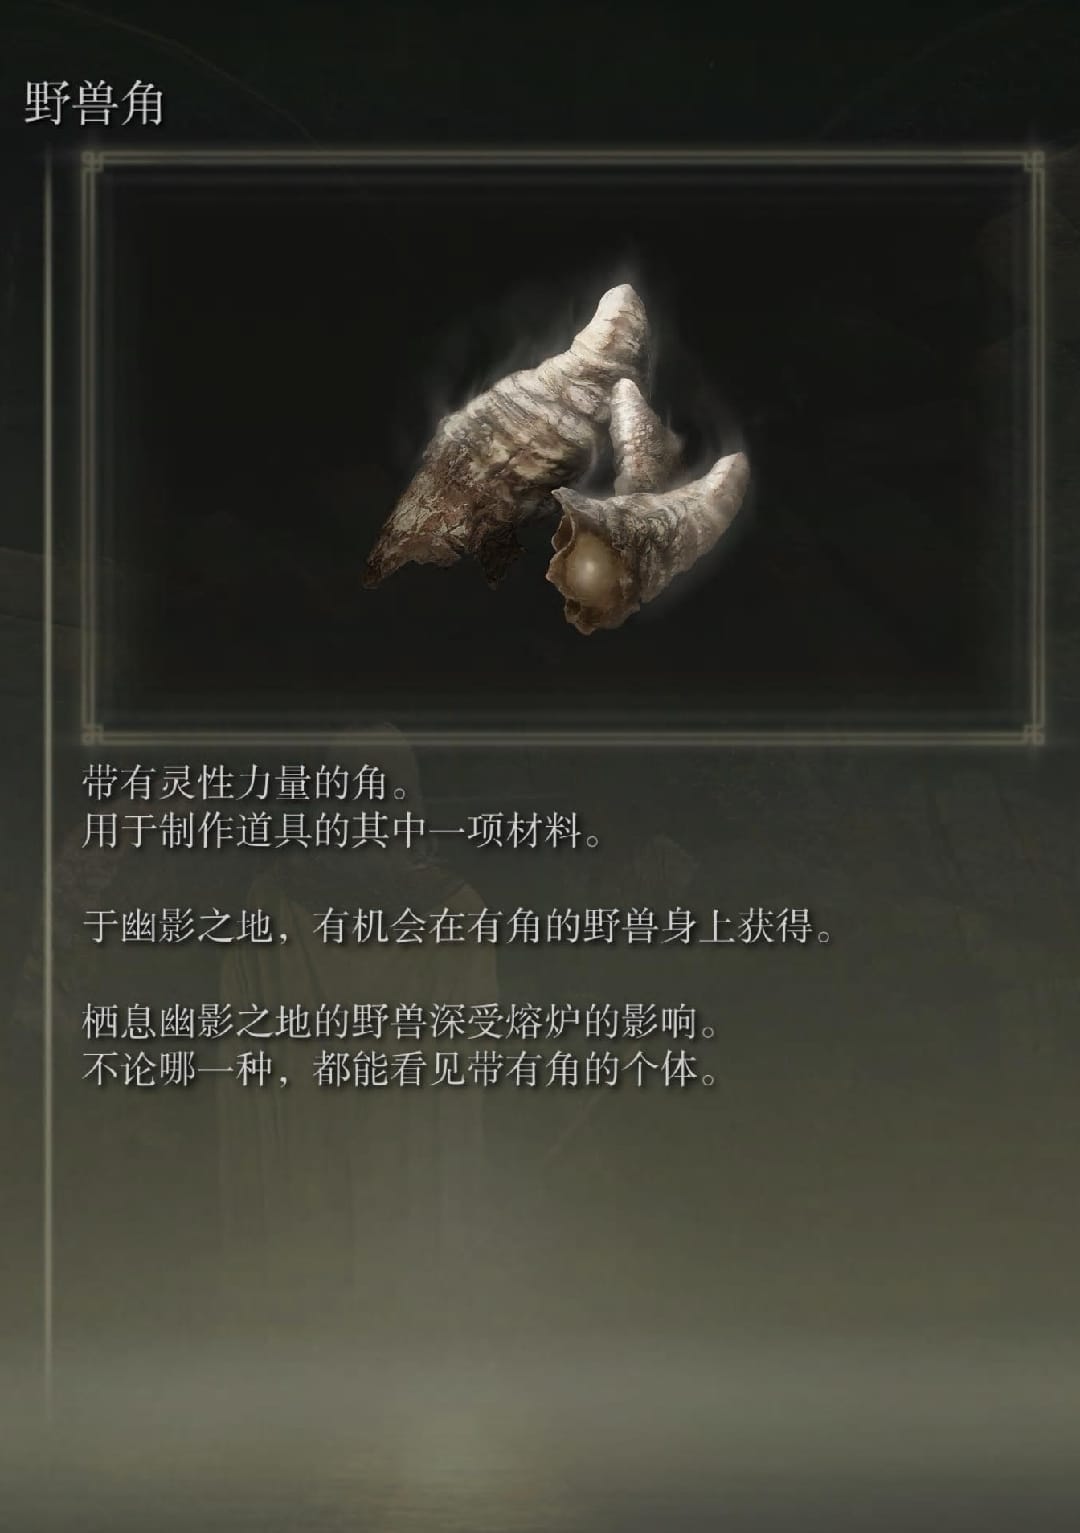 野兽角
带有灵性力量的角。
用于制作道具的其中一项材料。
于幽影之地，有机会在有角的野兽身上获得。
栖息幽影之地的野兽深受熔炉的影响。
不论哪一种，都能看见带有角的个体。